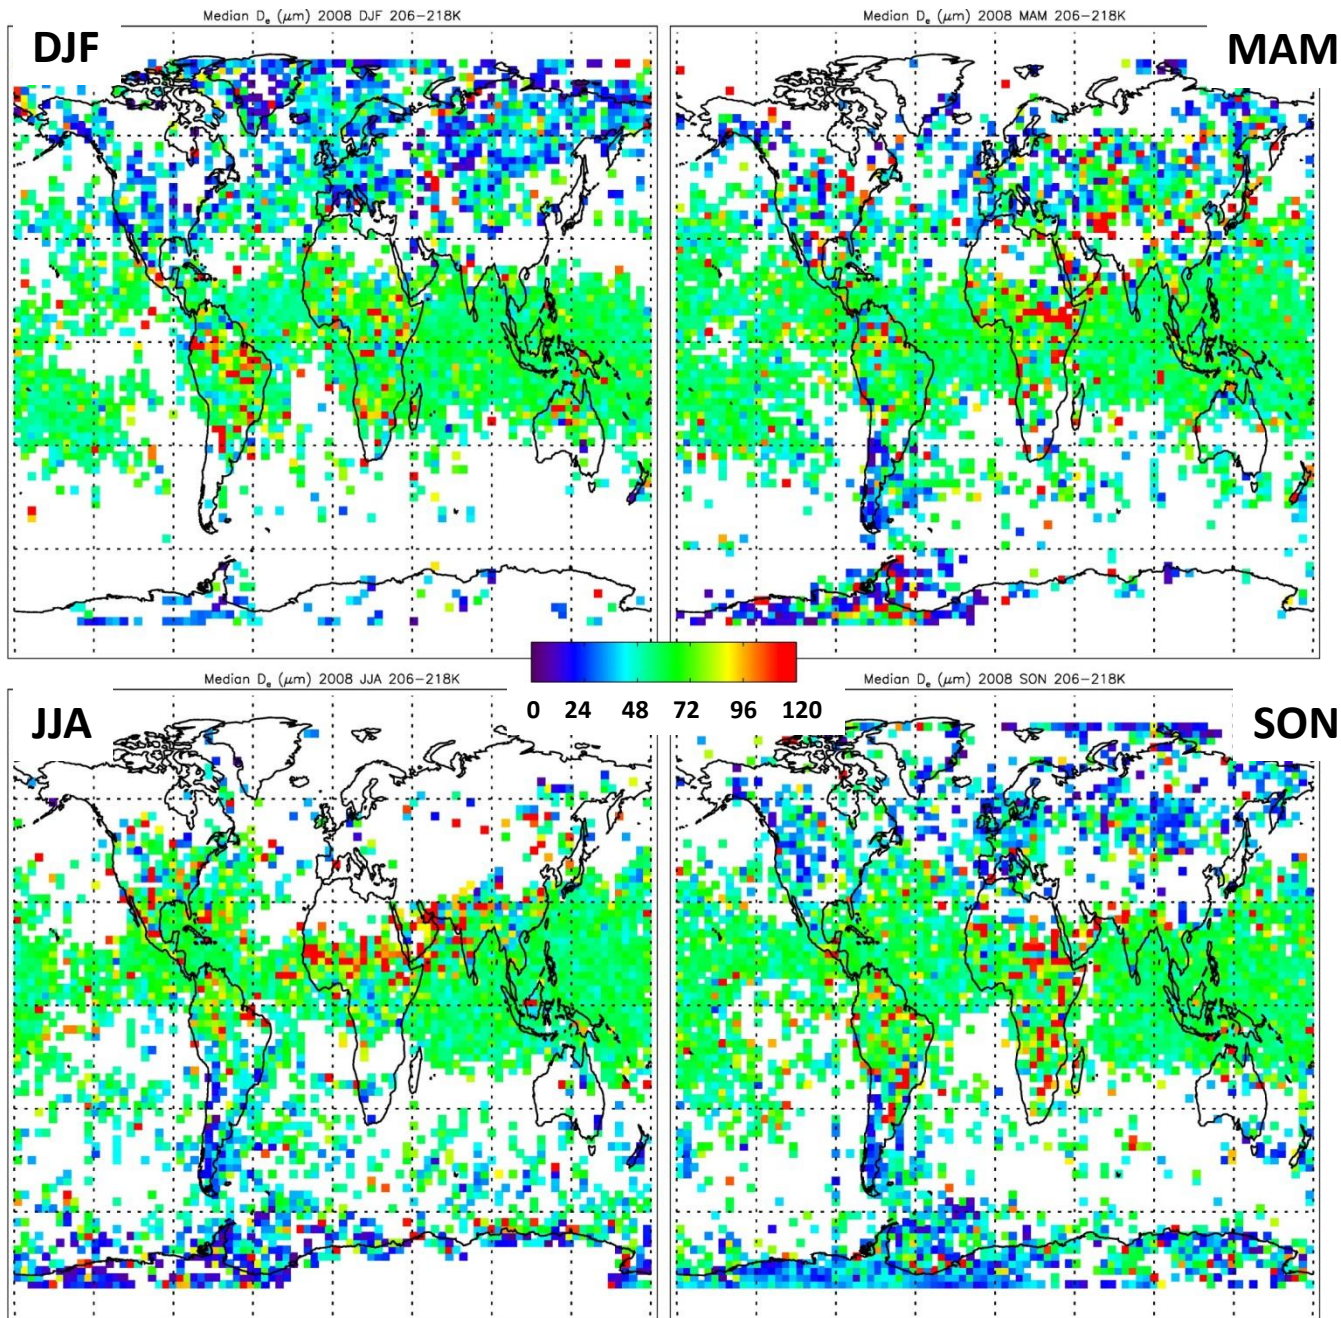 Median Dₑ (μm) 2008 DJF 206-218K
Median Dₑ (μm) 2008 MAM 206-218K
DJF
MAM
Median Dₑ (μm) 2008 JJA 206-218K
Median Dₑ (μm) 2008 SON 206-218K
0 24 48 72 96 120
JJA
SON